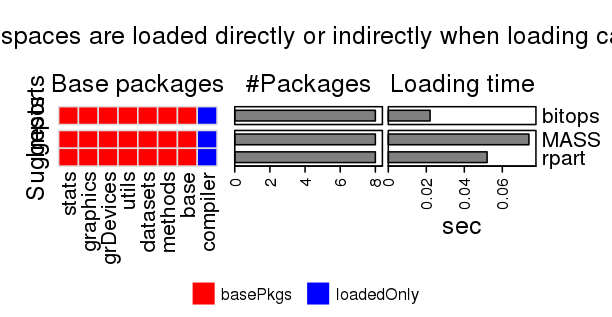 spaces are loaded directly or indirectly when loading ca
Base packages
#Packages
Loading time
Imports
Suggests
bitops
MASS
rpart
stats
graphics
grDevices
utils
datasets
methods
base
compiler
0 2 4 6 8
0 0.02 0.04 0.06
sec
basePkgs
loadedOnly